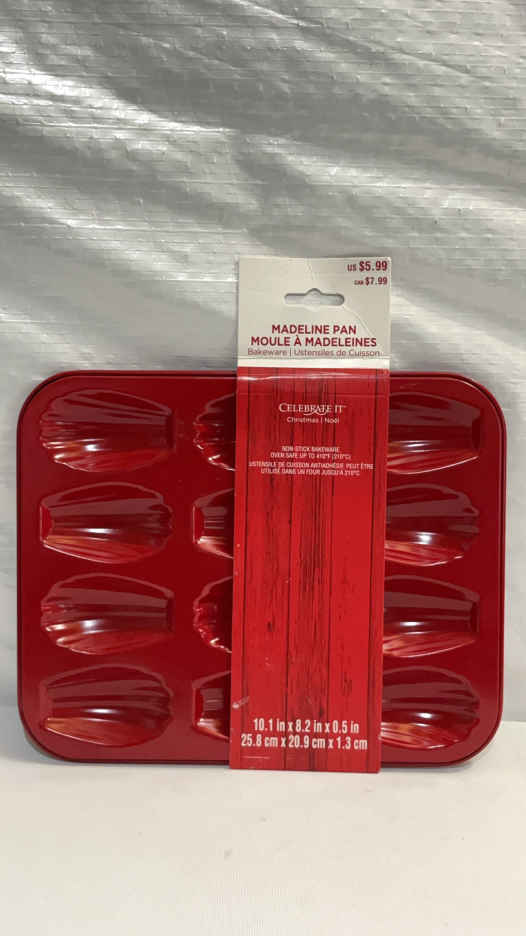 US $5.99
CAN $7.99
MADELINE PAN
MOULE À MADELEINES
Bakeware | Ustensiles de Cuisson
CELEBRATE IT™
Christmas | Noël
NON-STICK BAKEWARE
OVEN SAFE UP TO 410°F (210°C)
USTENSILE DE CUISSON ANTIADHÉSIF PEUT ÊTRE
UTILISÉ DANS UN FOUR JUSQU'À 210°C
10.1 in x 8.2 in x 0.5 in
25.8 cm x 20.9 cm x 1.3 cm